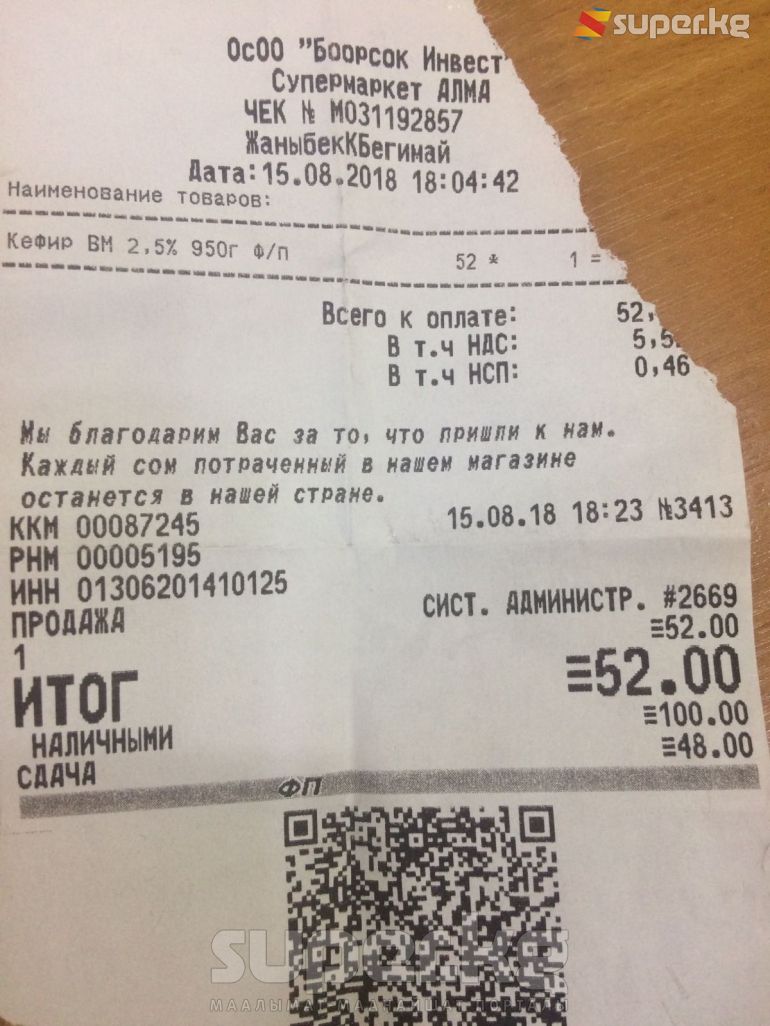 super.kg
ОсОО "Боорсок Инвест
Супермаркет АЛМА
ЧЕК № М031192857
ЖаныбекКБегимай
Дата:15.08.2018 18:04:42
Наименование товаров:
Кефир ВМ 2,5% 950г ф/п 52 * 1 =
Всего к оплате: 52,
В т.ч НДС: 5,5
В т.ч НСП: 0,46
Мы благодарим Вас за то, что пришли к нам.
Каждый сом потраченный в нашем магазине
останется в нашей стране.
ККМ 00087245 15.08.18 18:23 №3413
РНМ 00005195
ИНН 01306201410125 СИСТ. АДМИНИСТР. #2669
ПРОДАЖА ≡52.00
1
ИТОГ ≡52.00
НАЛИЧНЫМИ ≡100.00
СДАЧА ≡48.00
ФП
super.kg
МААЛЫМАТ МААНАЙШАТ ПОРТАЛЫ